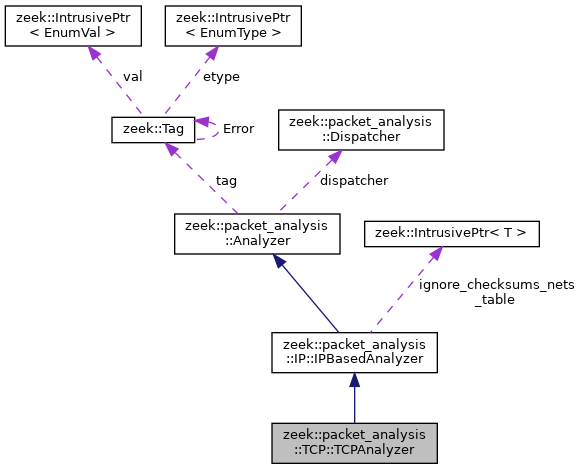 zeek::IntrusivePtr
< EnumVal >
zeek::IntrusivePtr
< EnumType >
val
etype
zeek::Tag
Error
zeek::packet_analysis
::Dispatcher
tag
dispatcher
zeek::packet_analysis
::Analyzer
zeek::IntrusivePtr< T >
ignore_checksums_nets
_table
zeek::packet_analysis
::IP::IPBasedAnalyzer
zeek::packet_analysis
::TCP::TCPAnalyzer